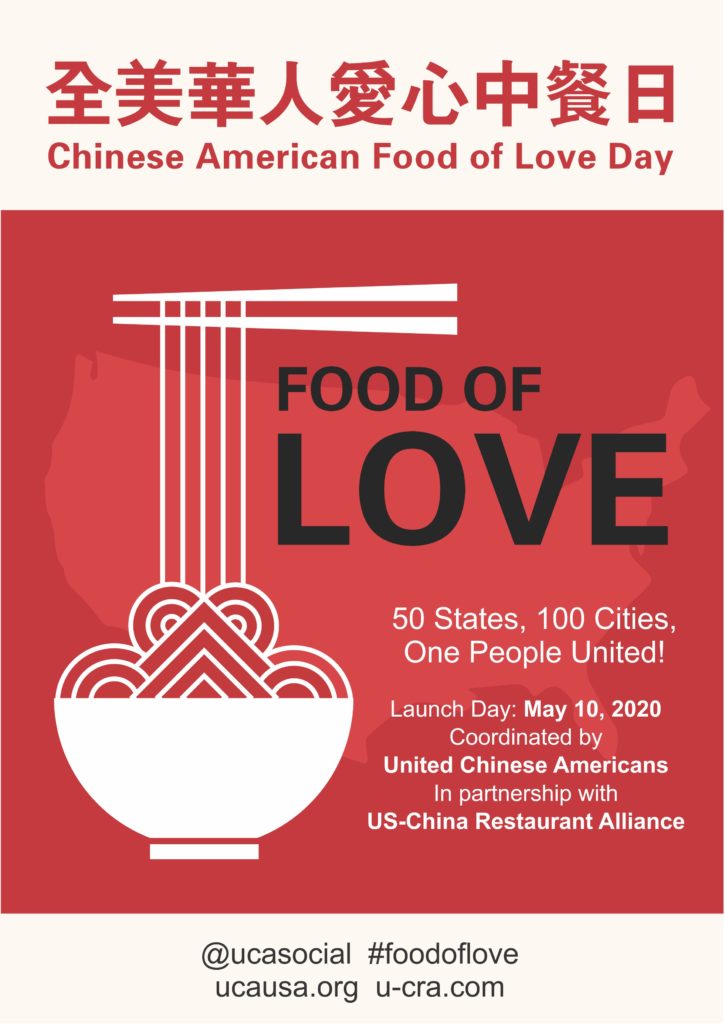 全美華人愛心中餐日
Chinese American Food of Love Day
FOOD OF
LOVE
50 States, 100 Cities,
One People United!
Launch Day: May 10, 2020
Coordinated by
United Chinese Americans
In partnership with
US-China Restaurant Alliance
@ucasocial #foodoflove
ucausa.org u-cra.com